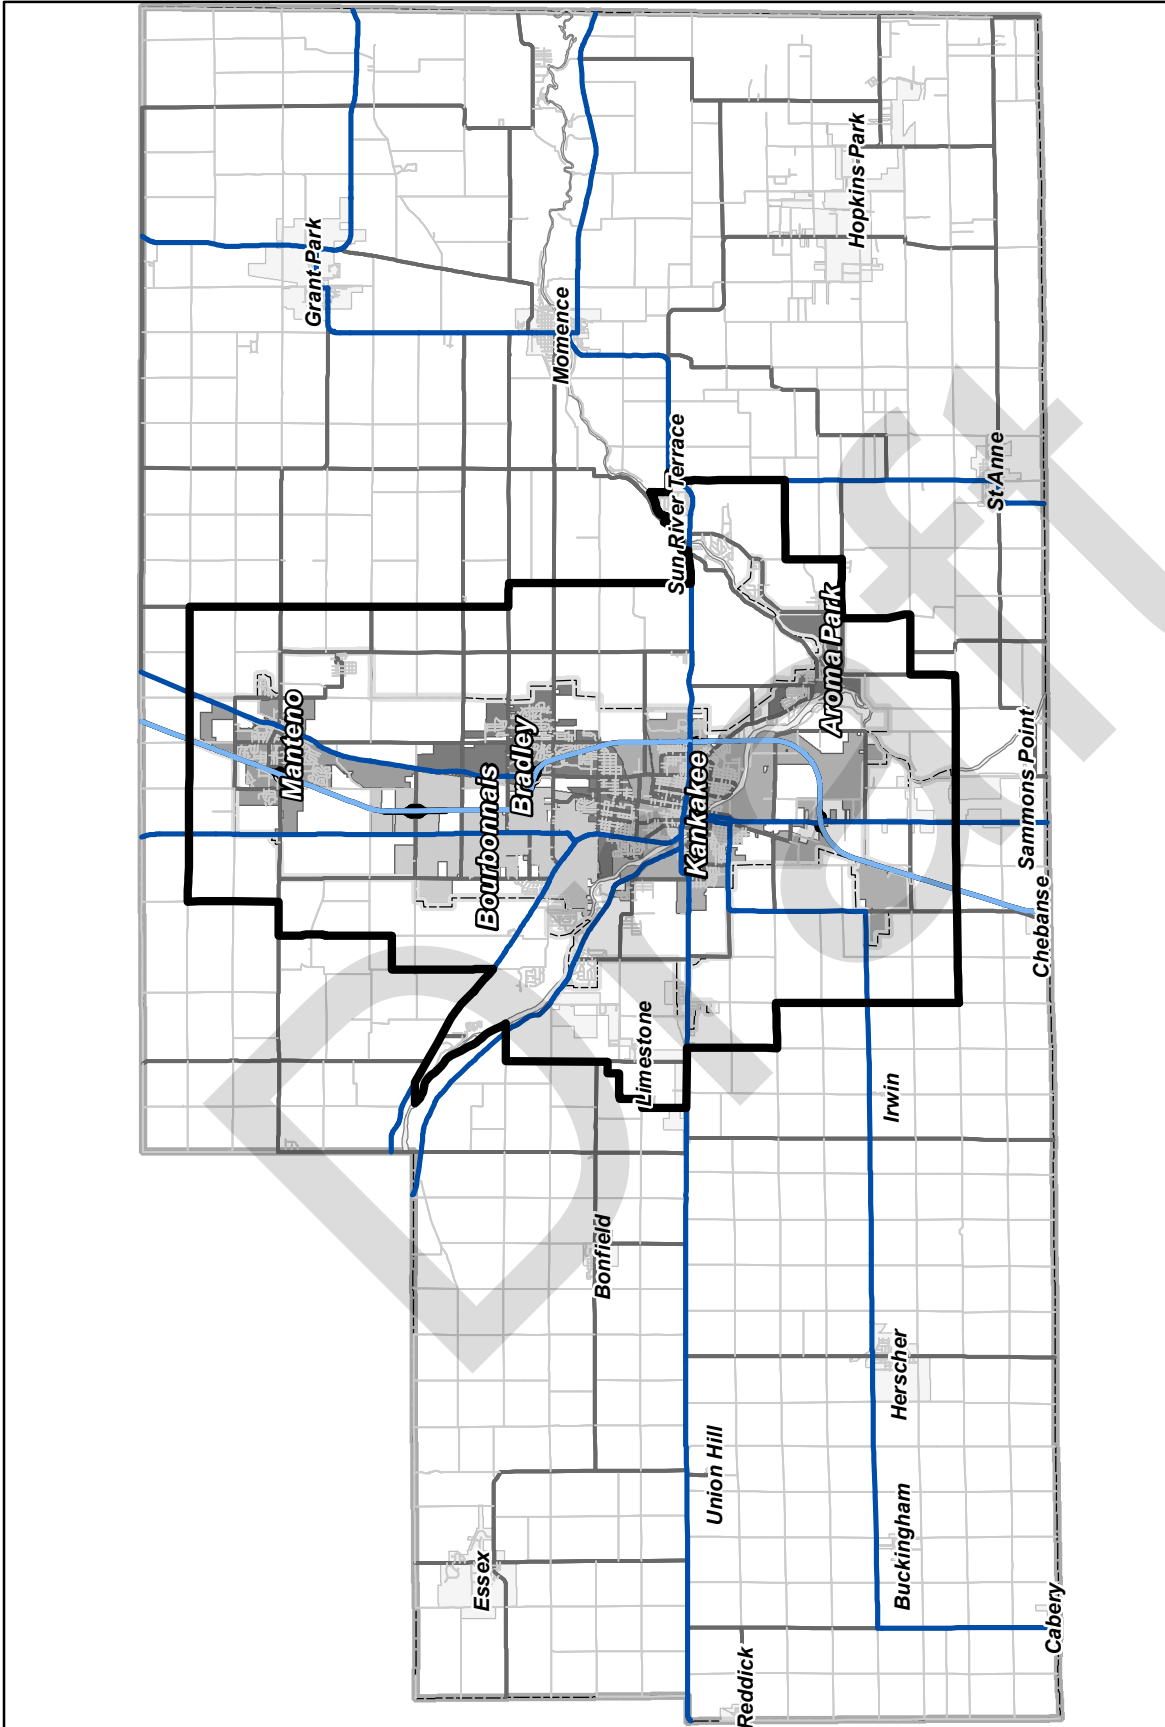 Grant Park
Momence
Hopkins Park
Sun River Terrace
St Anne
Manteno
Bradley
Bourbonnais
Kankakee
Aroma Park
Sammons Point
Chebanse
Limestone
Irwin
Bonfield
Herscher
Union Hill
Buckingham
Essex
Cabery
Reddick
Draft